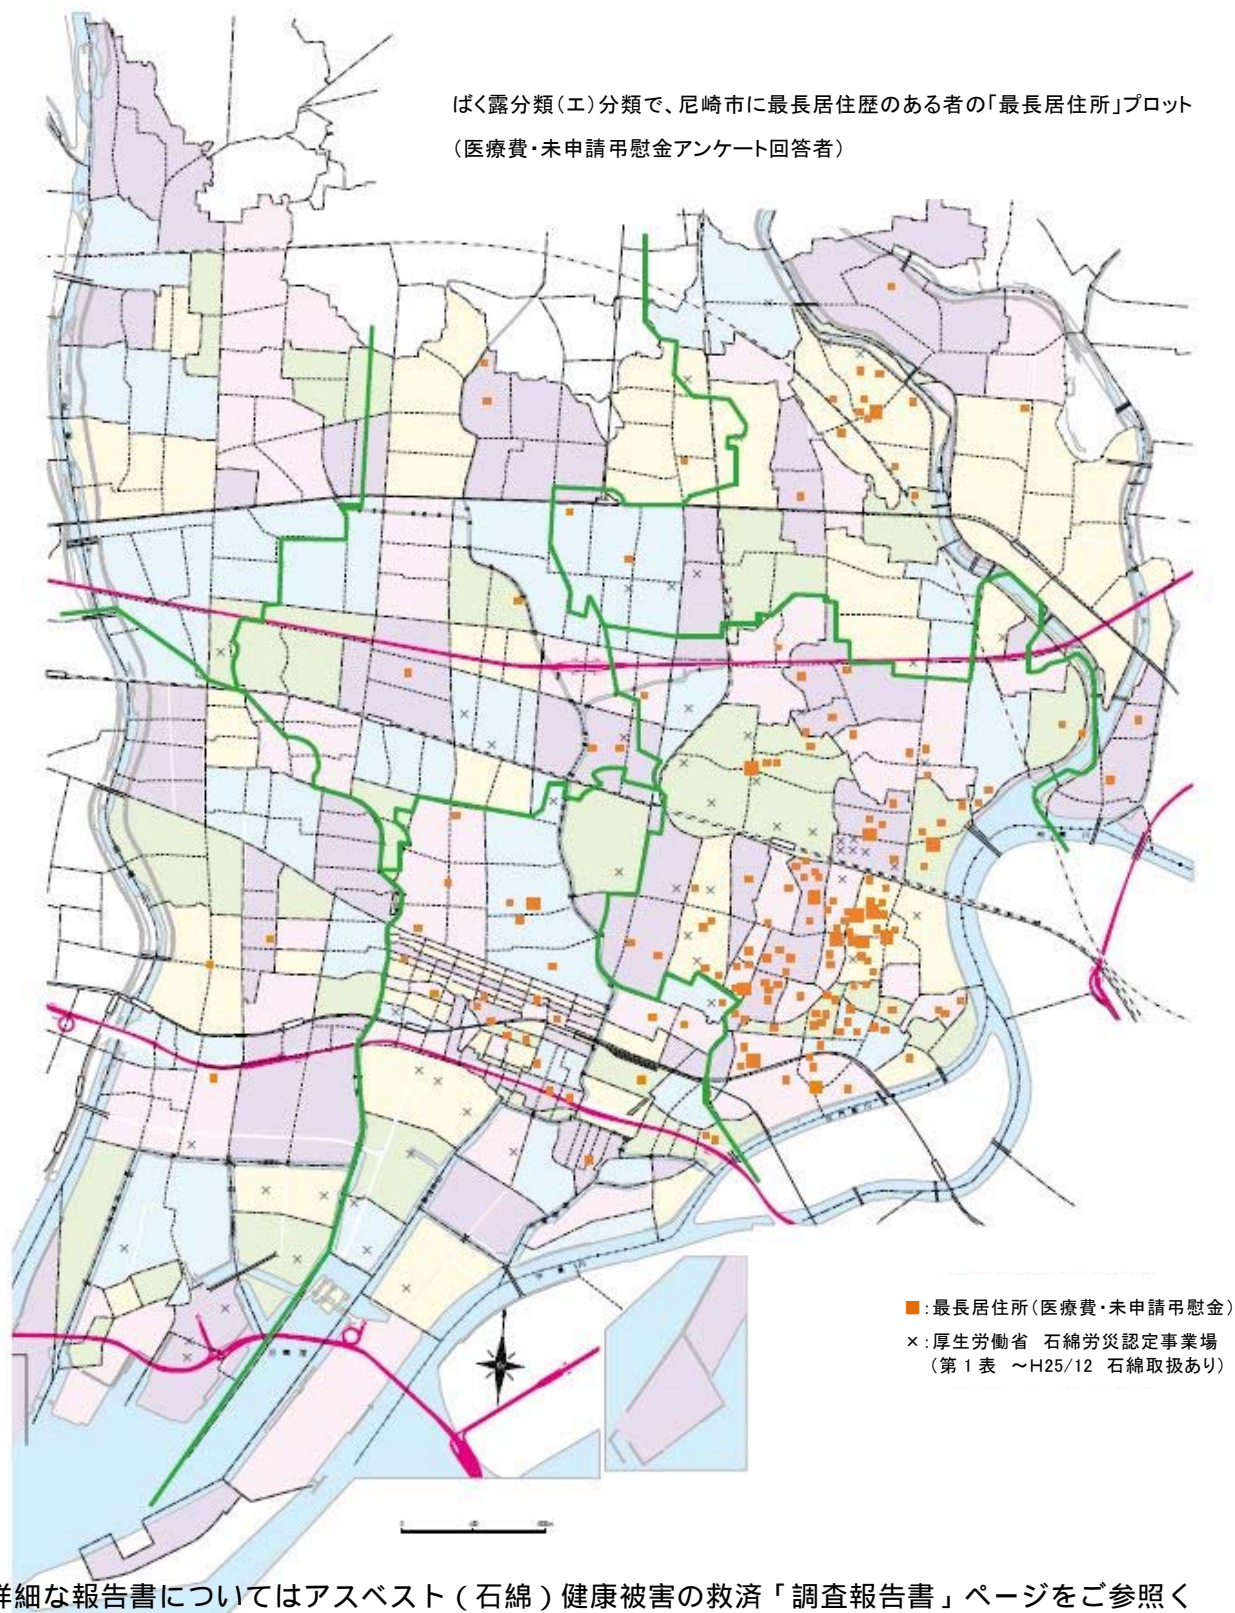 ばく露分類(エ)分類で、尼崎市に最長居住歴のある者の「最長居住所」プロット
(医療費・未申請弔慰金アンケート回答者)
■:最長居住所(医療費・未申請弔慰金)
×:厚生労働省 石綿労災認定事業場
(第1表 ~H25/12 石綿取扱あり)
詳細な報告書についてはアスベスト(石綿)健康被害の救済「調査報告書」ページをご参照く